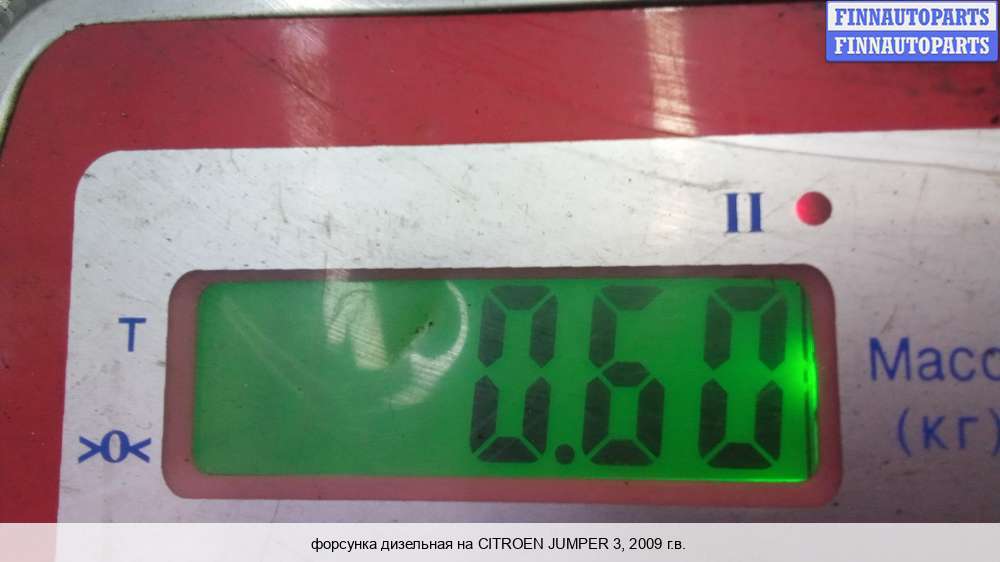 FINNAUTOPARTS
FINNAUTOPARTS
II
T
0.60
Масс
(кг)
>0<
форсунка дизельная на CITROEN JUMPER 3, 2009 г.в.